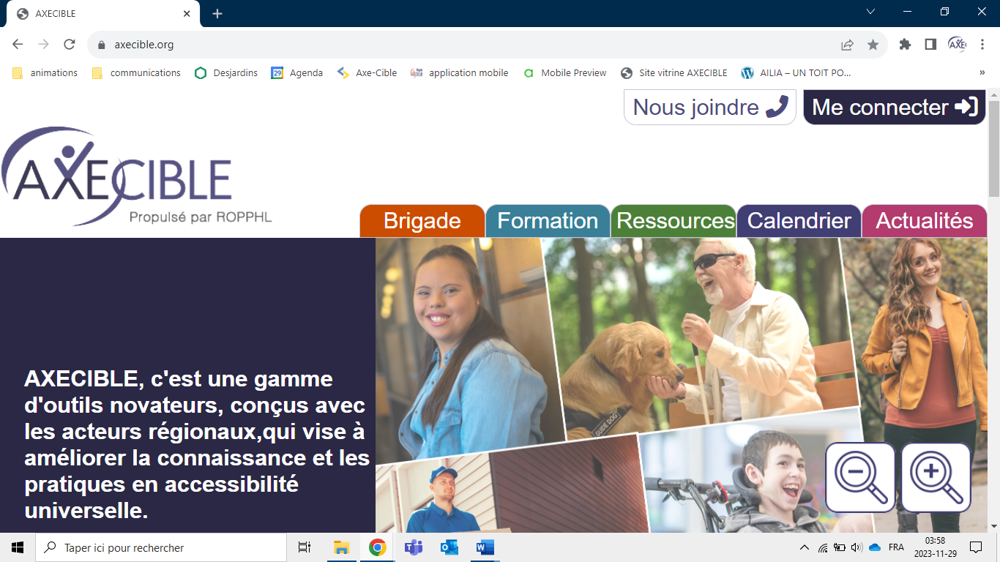 AXECIBLE
axecible.org
AXE
animations communications Desjardins 29 Agenda Axe-Cible application mobile Mobile Preview Site vitrine AXECIBLE AILIA – UN TOIT PO... »
Nous joindre Me connecter
AXECIBLE
Propulsé par ROPPHL
Brigade Formation Ressources Calendrier Actualités
GUIDE DOG
AXECIBLE, c'est une gamme
d'outils novateurs, conçus avec
les acteurs régionaux,qui vise à
améliorer la connaissance et les
pratiques en accessibilité
universelle.
Taper ici pour rechercher
FRA
03:58
2023-11-29